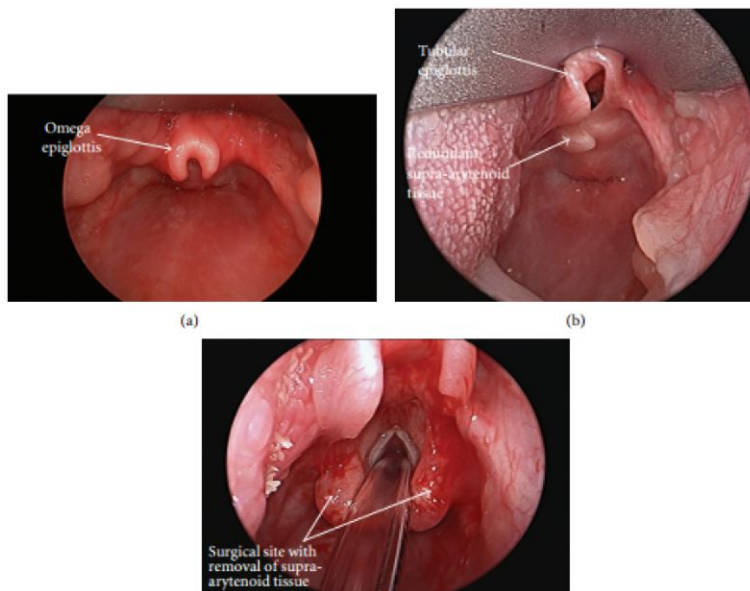 Omega
epiglottis
Tubular
epiglottis
Redundant
supra-arytenoid
tissue
(a)
(b)
Surgical site with
removal of supra-
arytenoid tissue